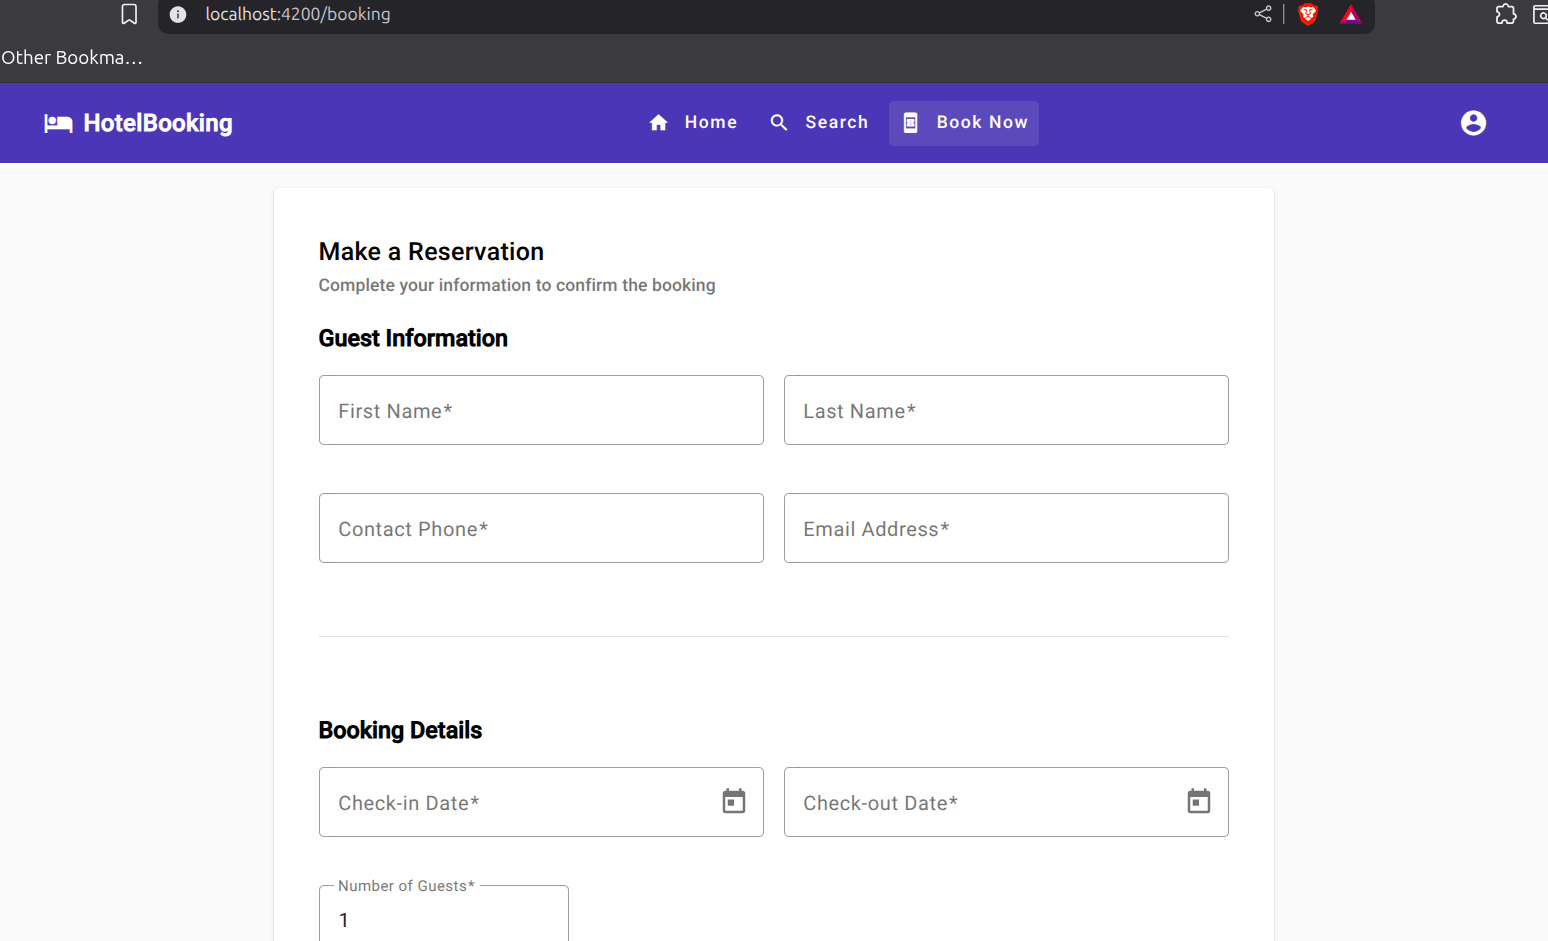 localhost:4200/booking
Other Bookma...
HotelBooking
Home
Search
Book Now
Make a Reservation
Complete your information to confirm the booking
Guest Information
First Name*
Last Name*
Contact Phone*
Email Address*
Booking Details
Check-in Date*
Check-out Date*
Number of Guests*
1